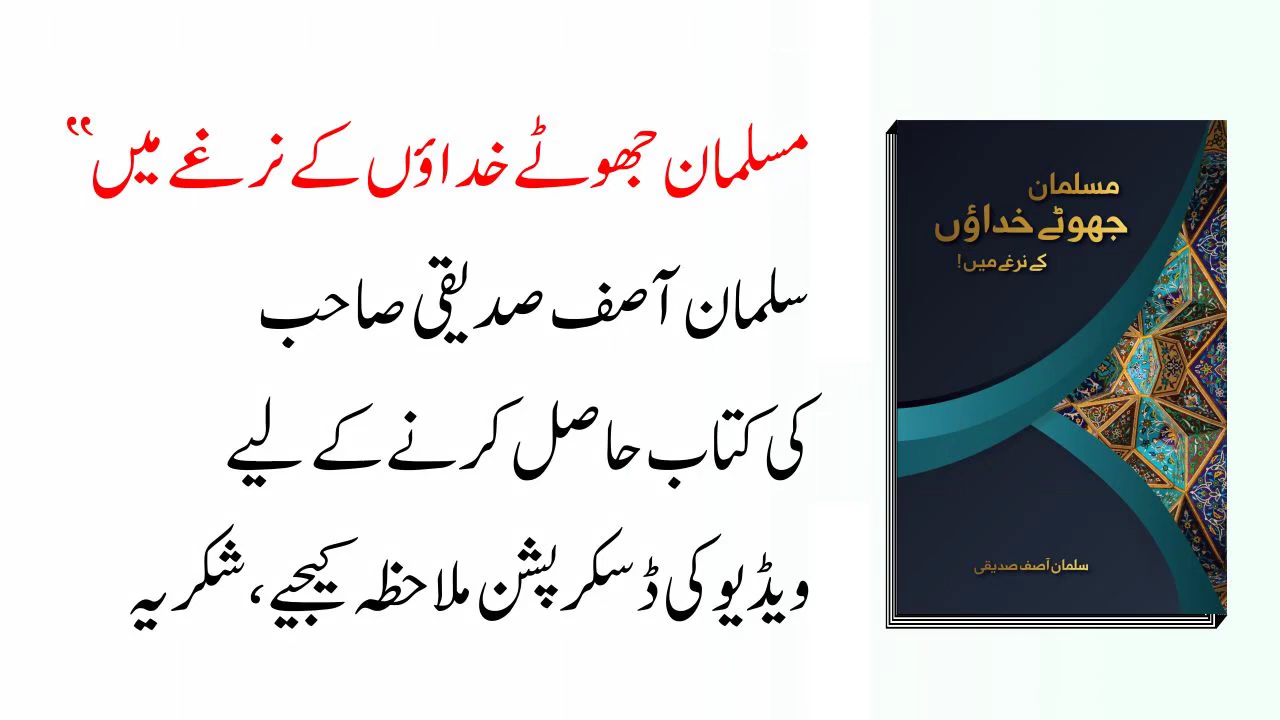 مسلمان جھوٹے خداؤں کے نرغے میں“
سلمان آصف صدیقی صاحب
کی کتاب حاصل کرنے کے لیے
ویڈیو کی ڈسکرپشن ملاحظہ کیجیے، شکریہ
مسلمان
جھوٹے خداؤں
کے نرغے میں!
سلمان آصف صدیقی